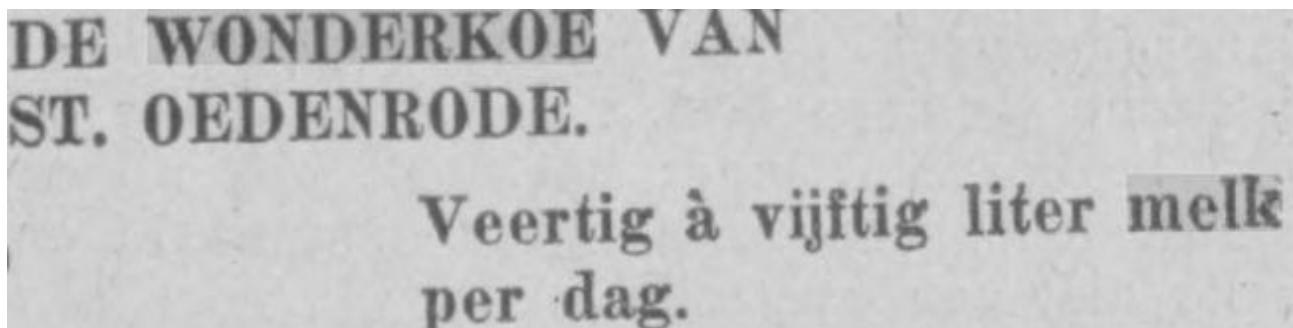 DE WONDERKOE VAN
ST. OEDENRODE.
Veertig à vijftig liter melk
per dag.